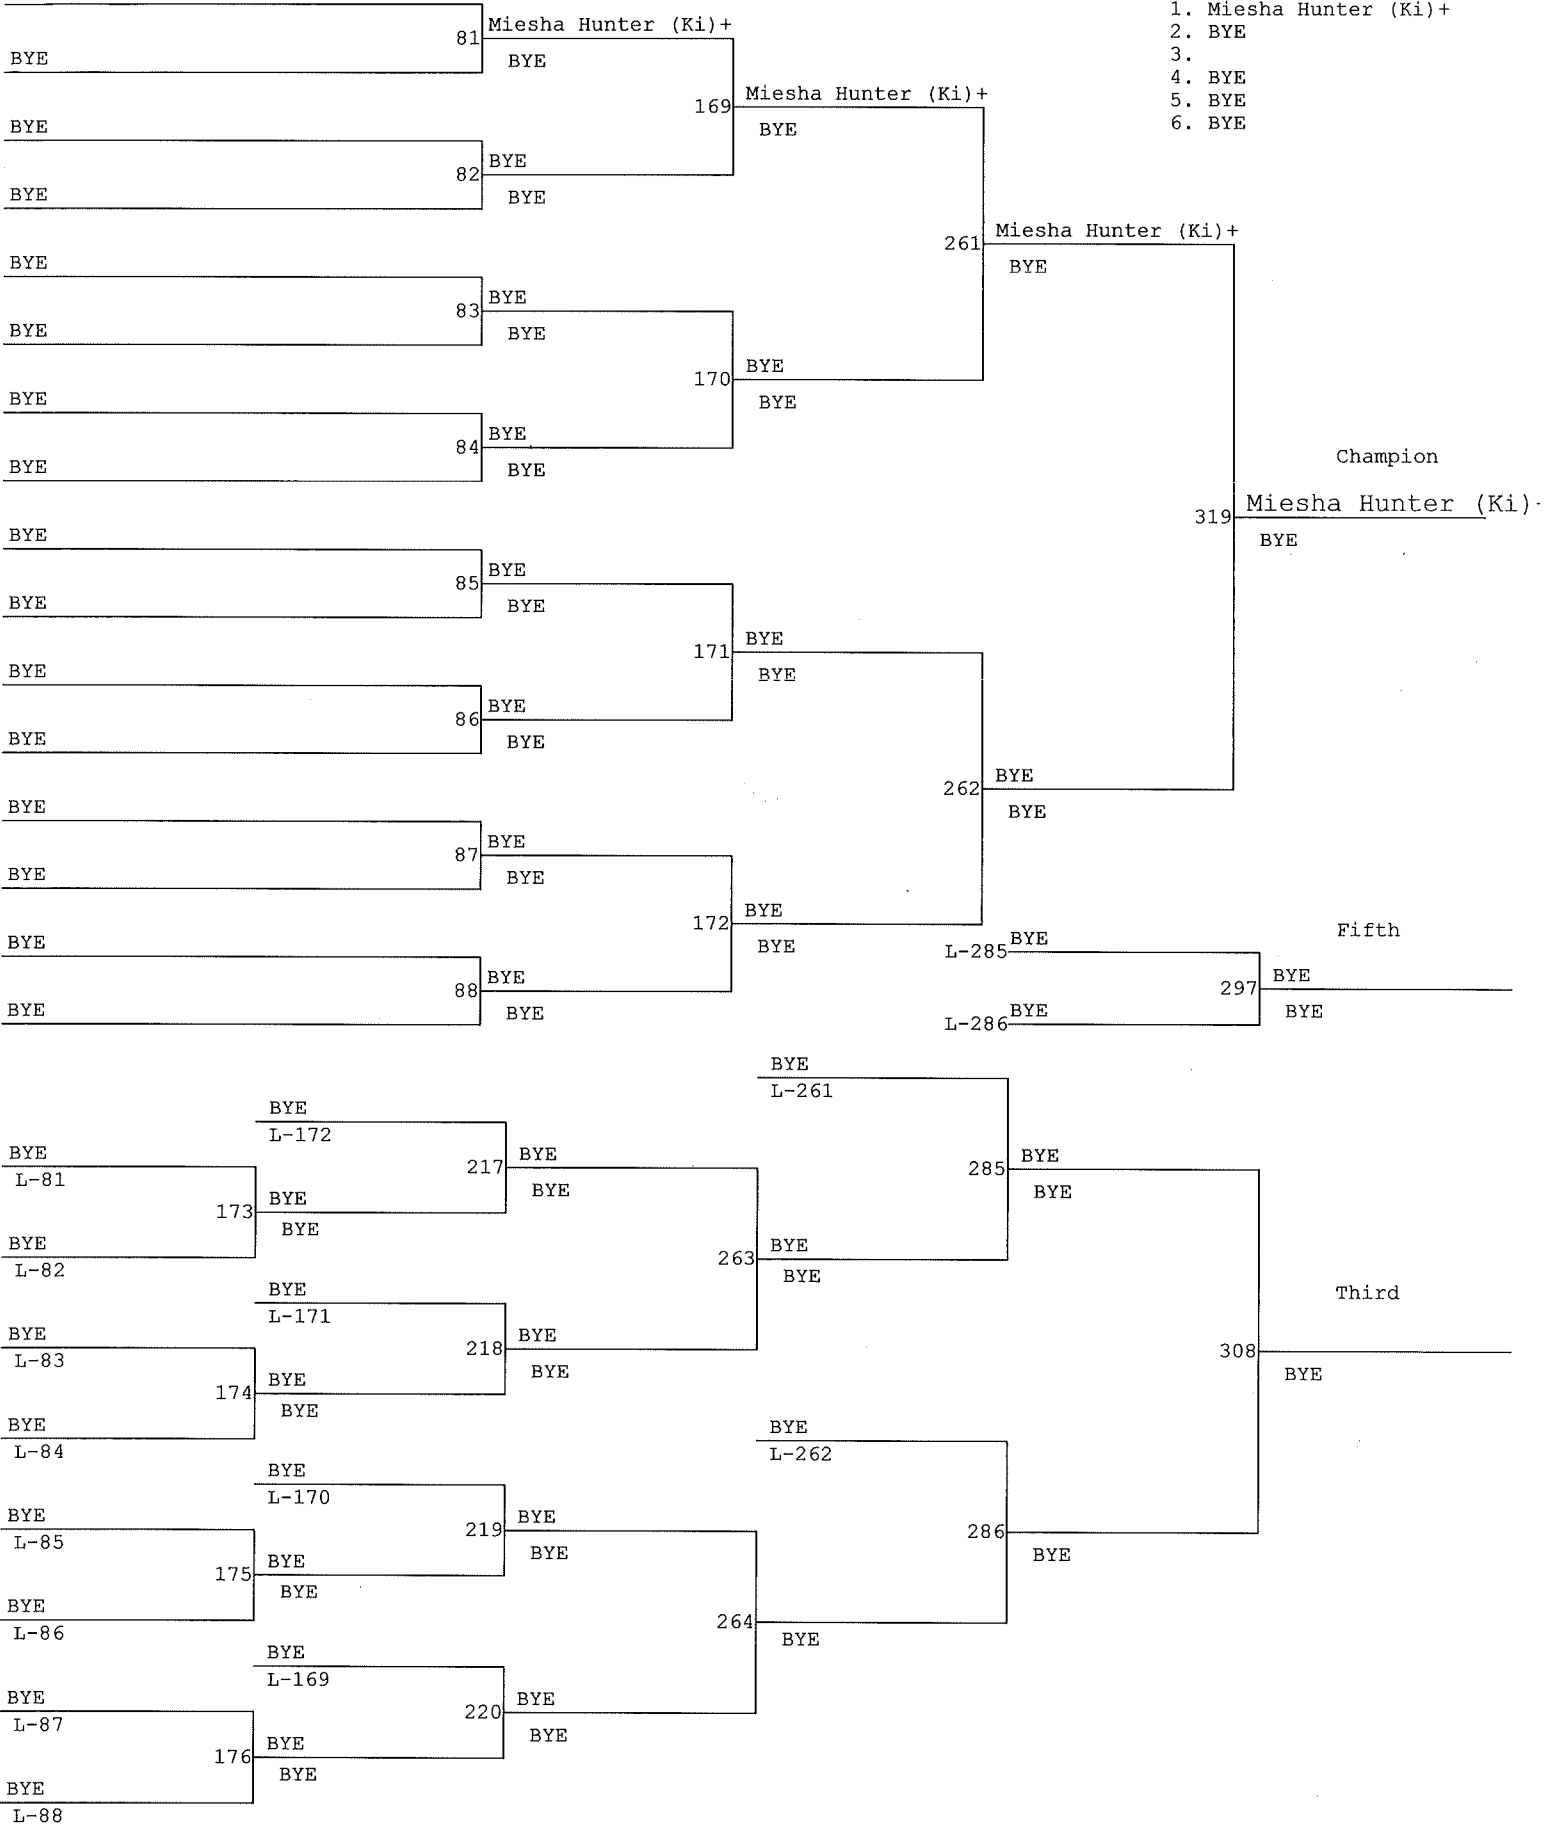 1. Miesha Hunter (Ki)+
Miesha Hunter (Ki)+
2. BYE
81
BYE
BYE
3.
4. BYE
Miesha Hunter (Ki)+
5. BYE
169
BYE
BYE
6. BYE
BYE
82
BYE
BYE
Miesha Hunter (Ki)+
261
BYE
BYE
BYE
83
BYE
BYE
BYE
170
BYE
BYE
BYE
84
BYE
BYE
Champion
Miesha Hunter (Ki)
319
BYE
BYE
BYE
85
BYE
BYE
BYE
171
BYE
BYE
BYE
86
BYE
BYE
BYE
262
BYE
BYE
BYE
87
BYE
BYE
BYE
172
BYE
Fifth
BYE
L-285
BYE
BYE
BYE
88
297
BYE
BYE
BYE
BYE
L-286
BYE
BYE
L-261
BYE
L-172
BYE
BYE
BYE
L-81
217
285
BYE
BYE
BYE
173
BYE
BYE
BYE
L-82
263
BYE
BYE
Third
L-171
BYE
BYE
L-83
218
308
BYE
BYE
BYE
174
BYE
BYE
BYE
L-84
L-262
BYE
L-170
BYE
BYE
L-85
219
286
BYE
BYE
BYE
175
BYE
BYE
L-86
264
BYE
BYE
L-169
BYE
BYE
L-87
220
BYE
BYE
176
BYE
BYE
L-88